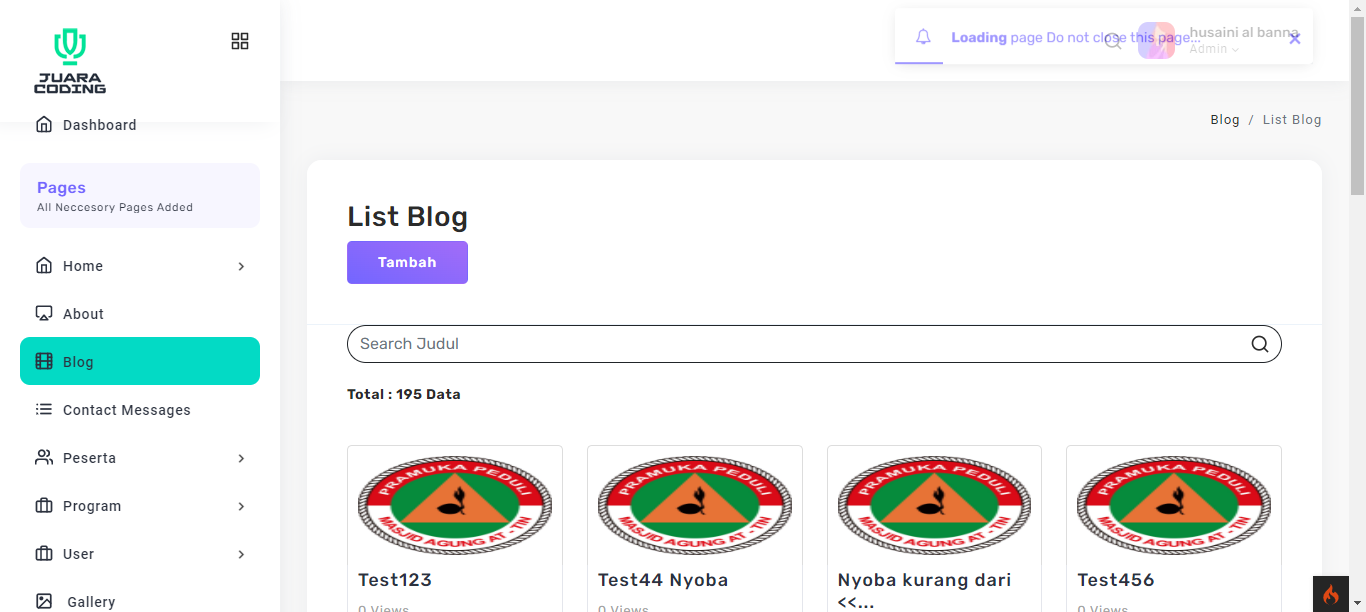 JUARA
CODING
Loading page Do not close this page...
husaini al banna
Admin
Dashboard
Blog / List Blog
Pages
All Neccesory Pages Added
List Blog
Tambah
Home
About
Blog
Contact Messages
Peserta
Program
User
Gallery
Search Judul
Total : 195 Data
PRAMUKA PEDULI
MASJID AGUNG AT - TIN
Test123
0 Views
PRAMUKA PEDULI
MASJID AGUNG AT - TIN
Test44 Nyoba
0 Views
PRAMUKA PEDULI
MASJID AGUNG AT - TIN
Nyoba kurang dari
<<...
PRAMUKA PEDULI
MASJID AGUNG AT - TIN
Test456
0 Views